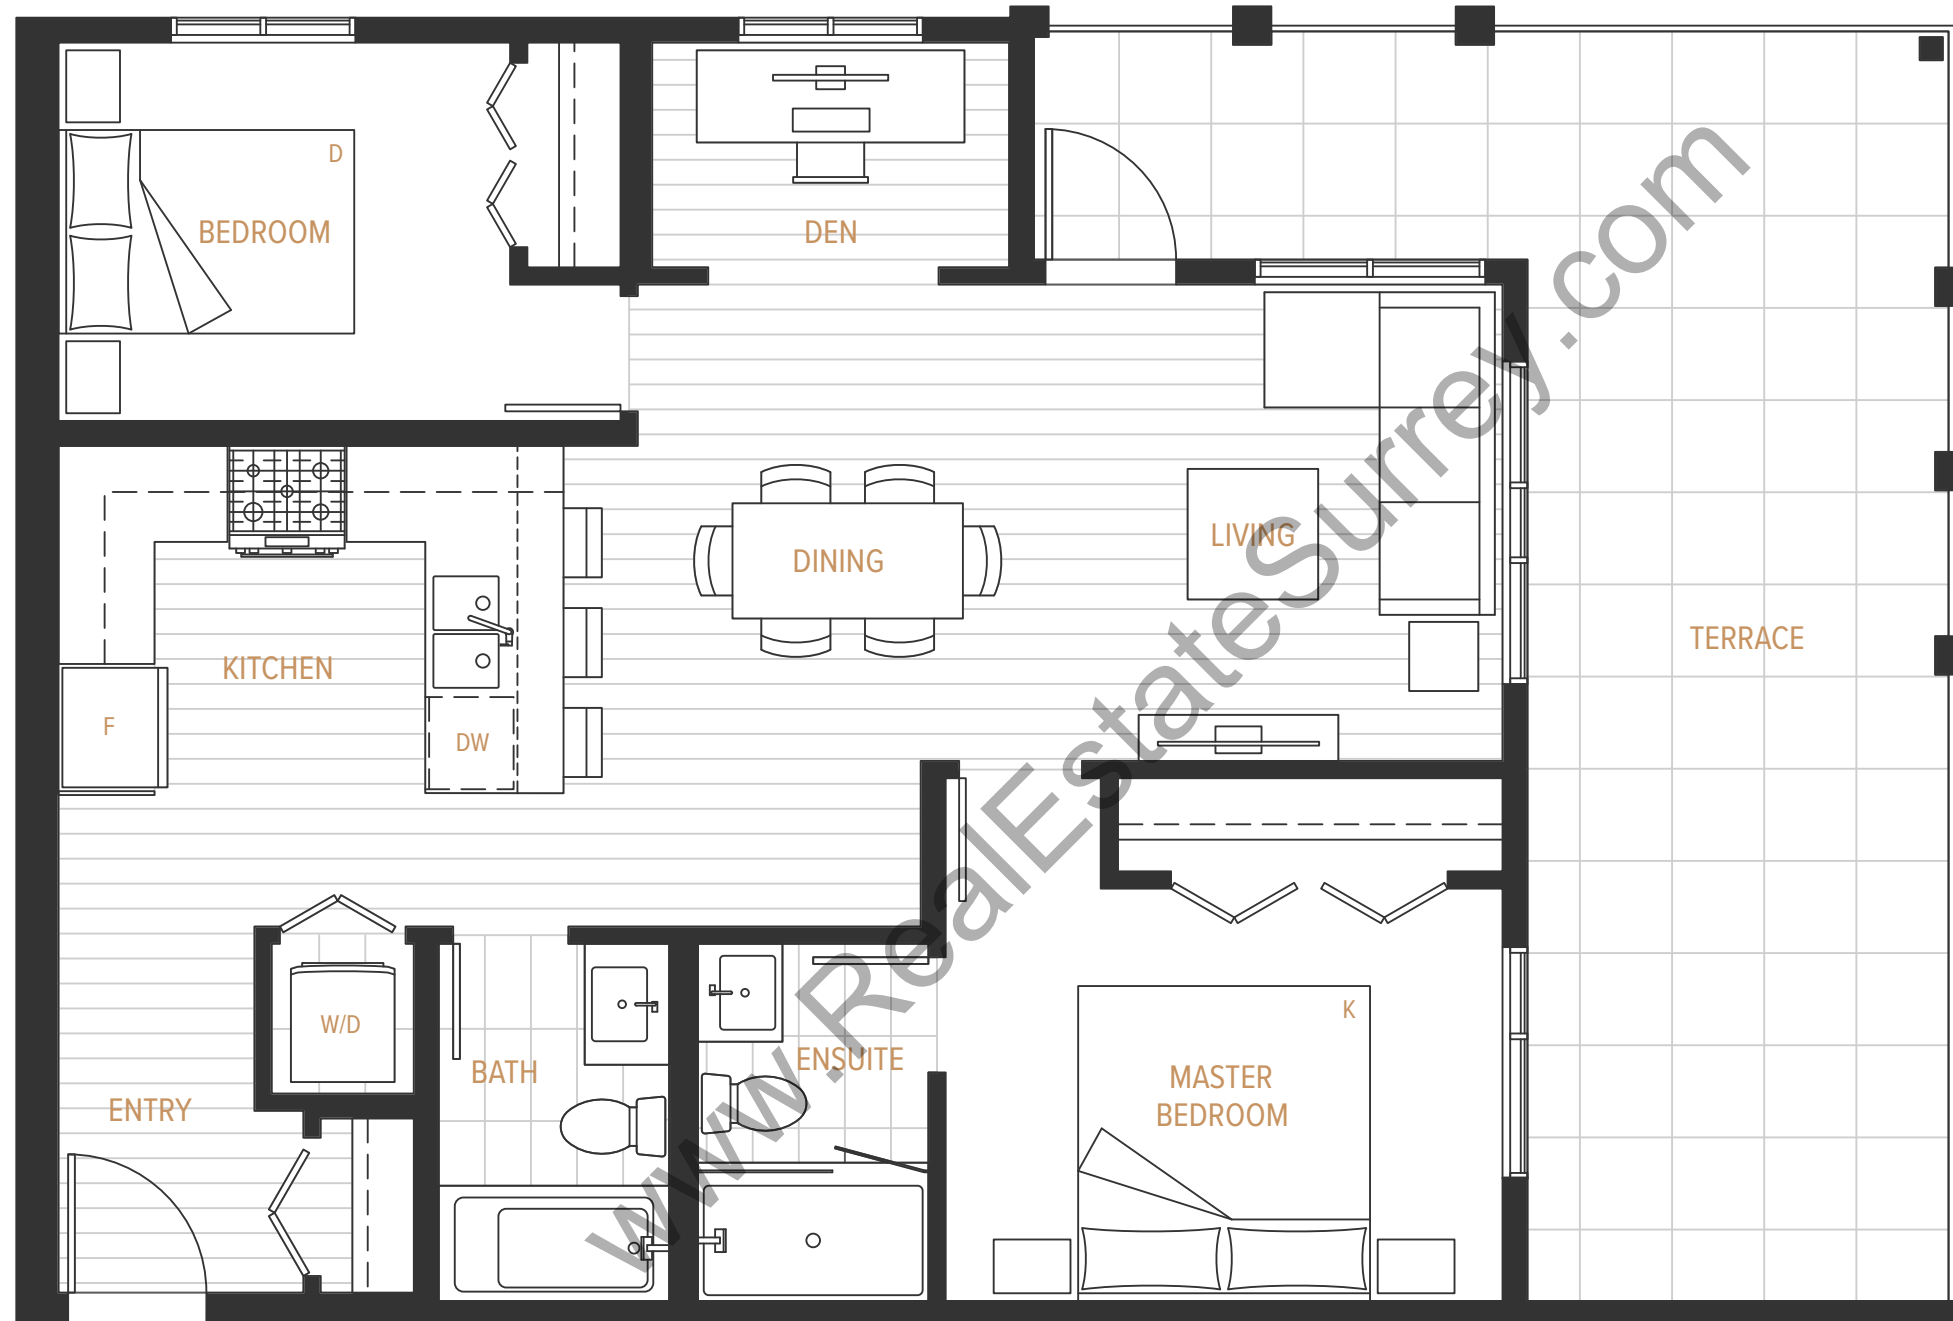 D
BEDROOM
DEN
DINING
LIVING
TERRACE
KITCHEN
F
DW
W/D
BATH
ENSUITE
K
MASTER
BEDROOM
ENTRY
www.RealEstateSurrey.com